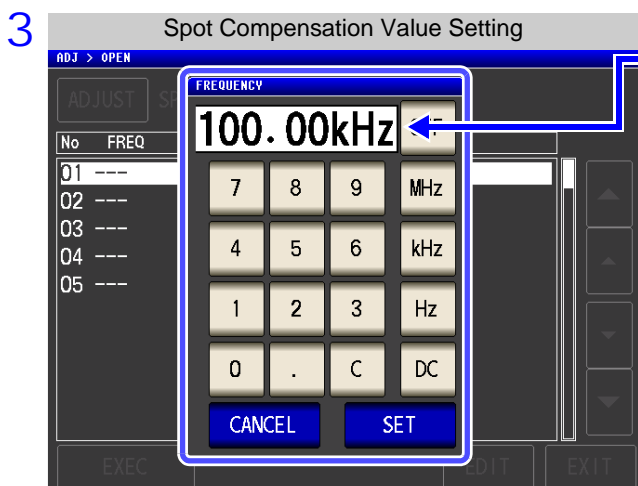 3
Spot Compensation Value Setting
ADJ > OPEN
ADJUST
FREQUENCY
100.00kHz
No FREQ
01 ---
02 ---
03 ---
04 ---
05 ---
7 8 9 MHz
4 5 6 kHz
1 2 3 Hz
0 . C DC
CANCEL SET
EXEC EDIT EXIT